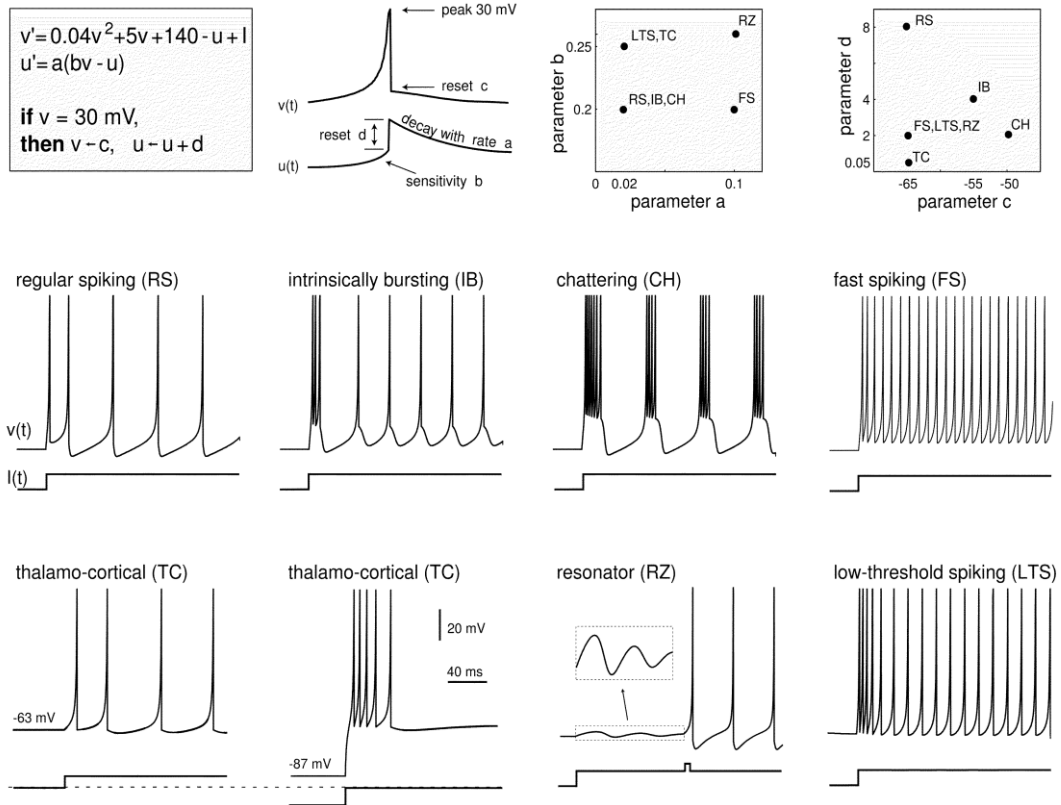 v'= 0.04v²+5v+140 - u + I
u'= a(bv - u)
if v = 30 mV,
then v←c, u←u + d
peak 30 mV
reset c
v(t)
reset d
decay with rate a
u(t)
sensitivity b
parameter b
0.25
0.2
LTS,TC
RZ
RS,IB,CH
FS
0
0.02
0.1
parameter a
parameter d
8
4
2
0.05
RS
IB
FS,LTS,RZ
CH
TC
-65
-55
-50
parameter c
regular spiking (RS)
intrinsically bursting (IB)
chattering (CH)
fast spiking (FS)
v(t)
I(t)
thalamo-cortical (TC)
thalamo-cortical (TC)
resonator (RZ)
low-threshold spiking (LTS)
20 mV
40 ms
-63 mV
-87 mV